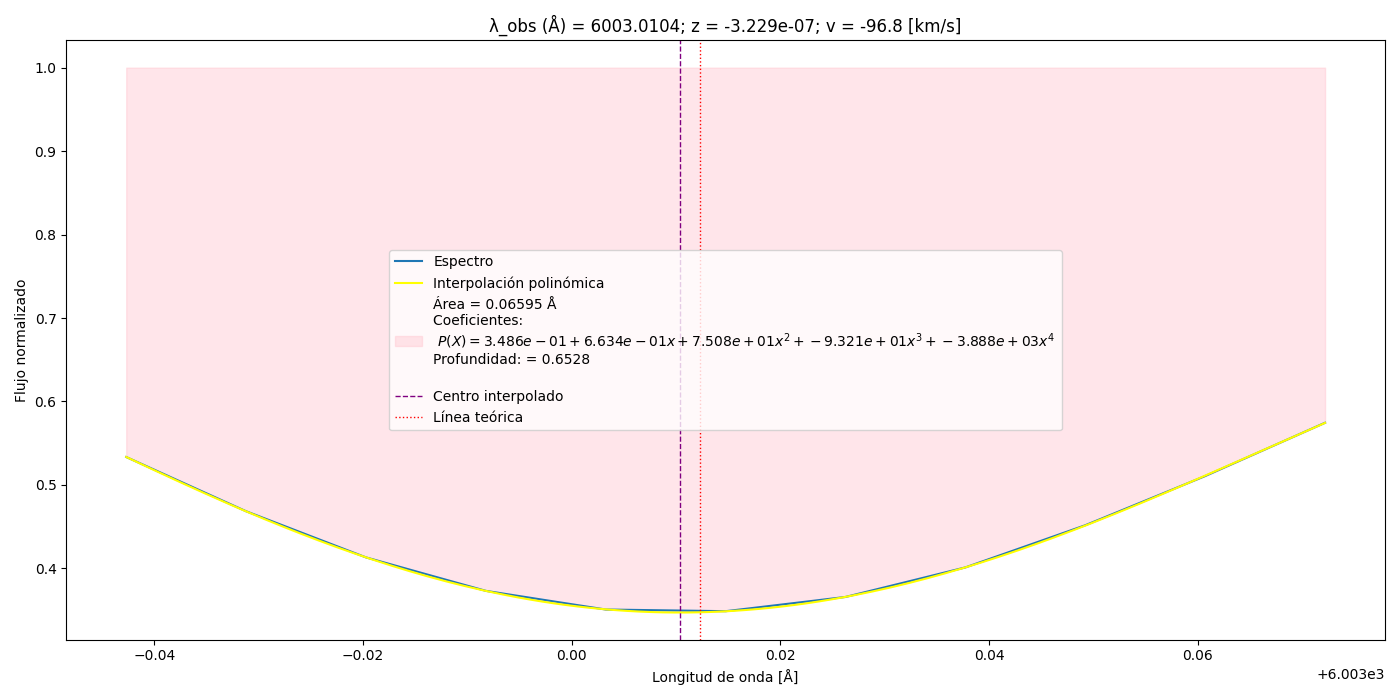 λ_obs (Å) = 6003.0104; z = -3.229e-07; v = -96.8 [km/s]
Flujo normalizado
1.0
0.9
0.8
0.7
0.6
0.5
0.4
Espectro
Interpolación polinómica
Área = 0.06595 Å
Coeficientes:
P(X) = 3.486e − 01 + 6.634e − 01x + 7.508e + 01x² + −9.321e + 01x³ + −3.888e + 03x⁴
Profundidad: = 0.6528
Centro interpolado
Línea teórica
−0.04 −0.02 0.00 0.02 0.04 0.06
+6.003e3
Longitud de onda [Å]